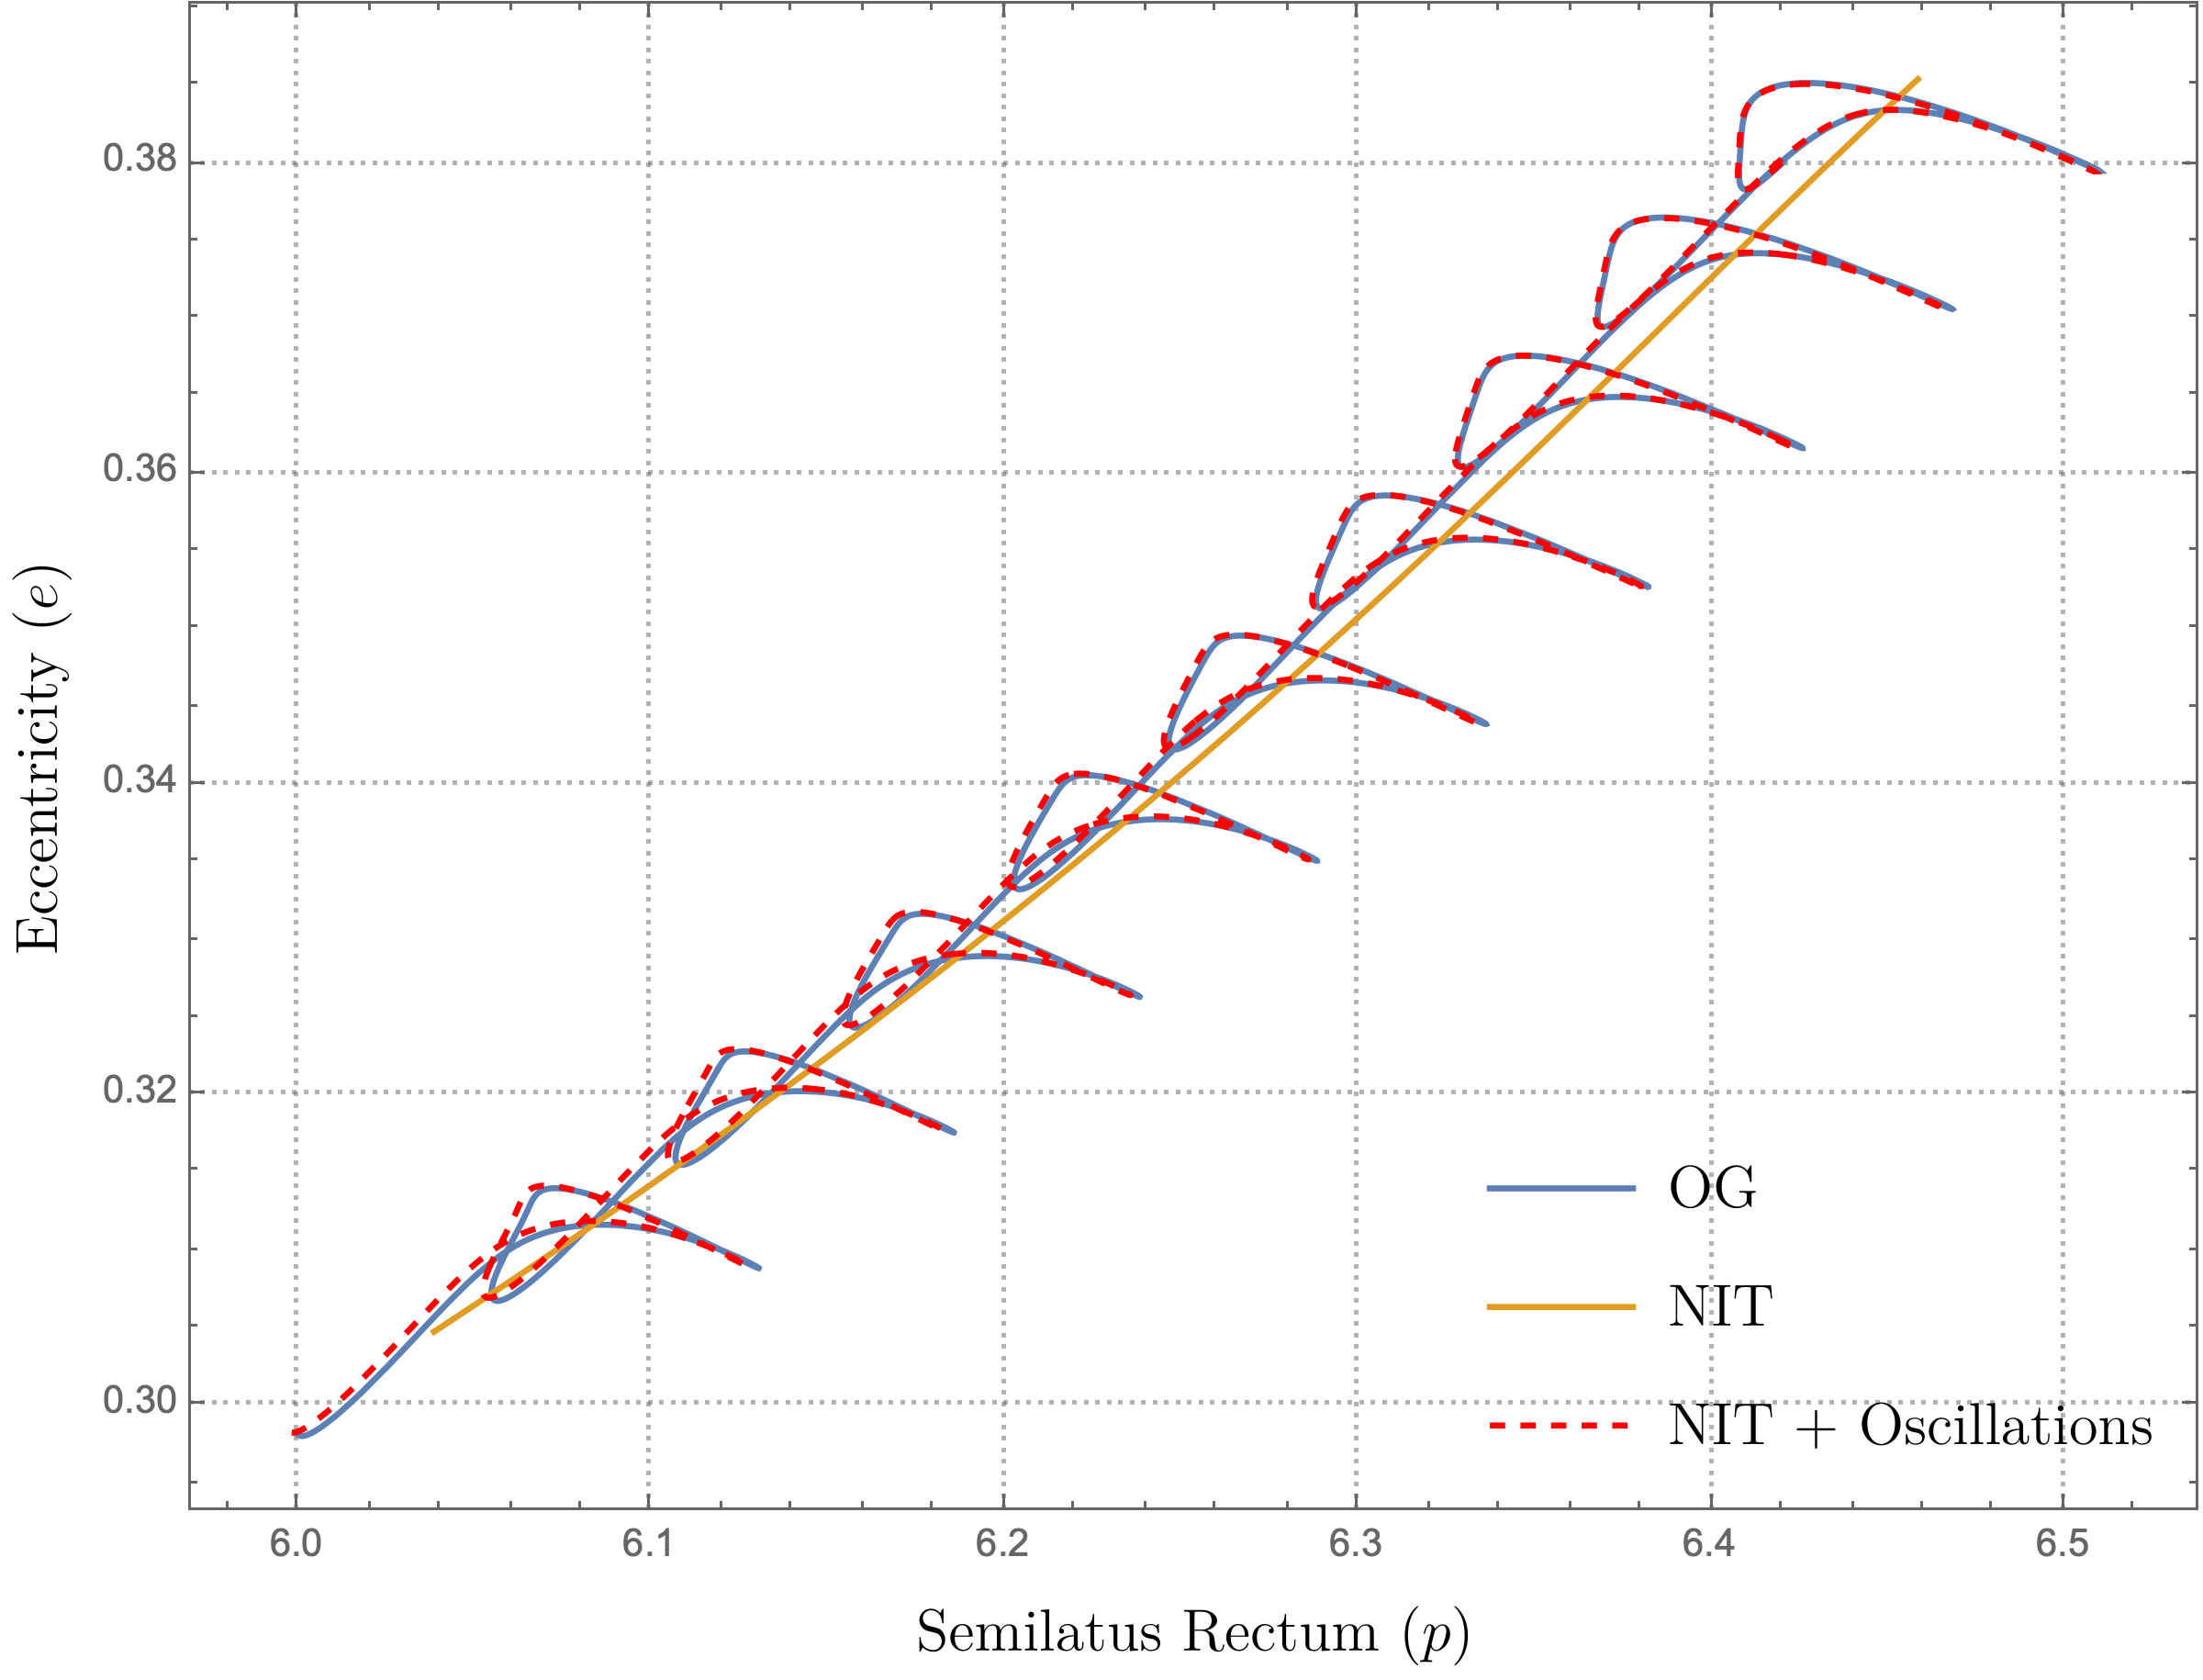 0.38
0.36
0.34
0.32
0.30
Eccentricity (e)
OG
NIT
NIT + Oscillations
6.0 6.1 6.2 6.3 6.4 6.5
Semilatus Rectum (p)